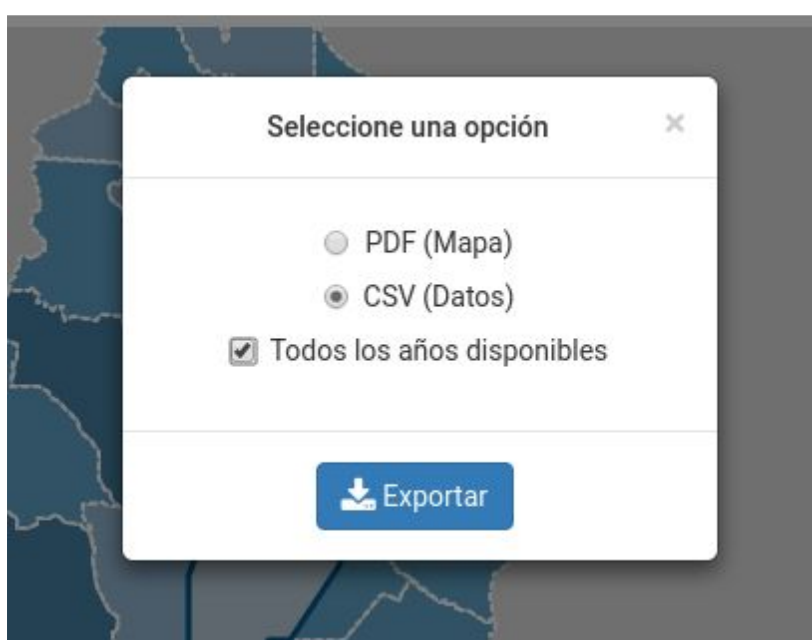 Seleccione una opción ×
PDF (Mapa)
CSV (Datos)
Todos los años disponibles
Exportar